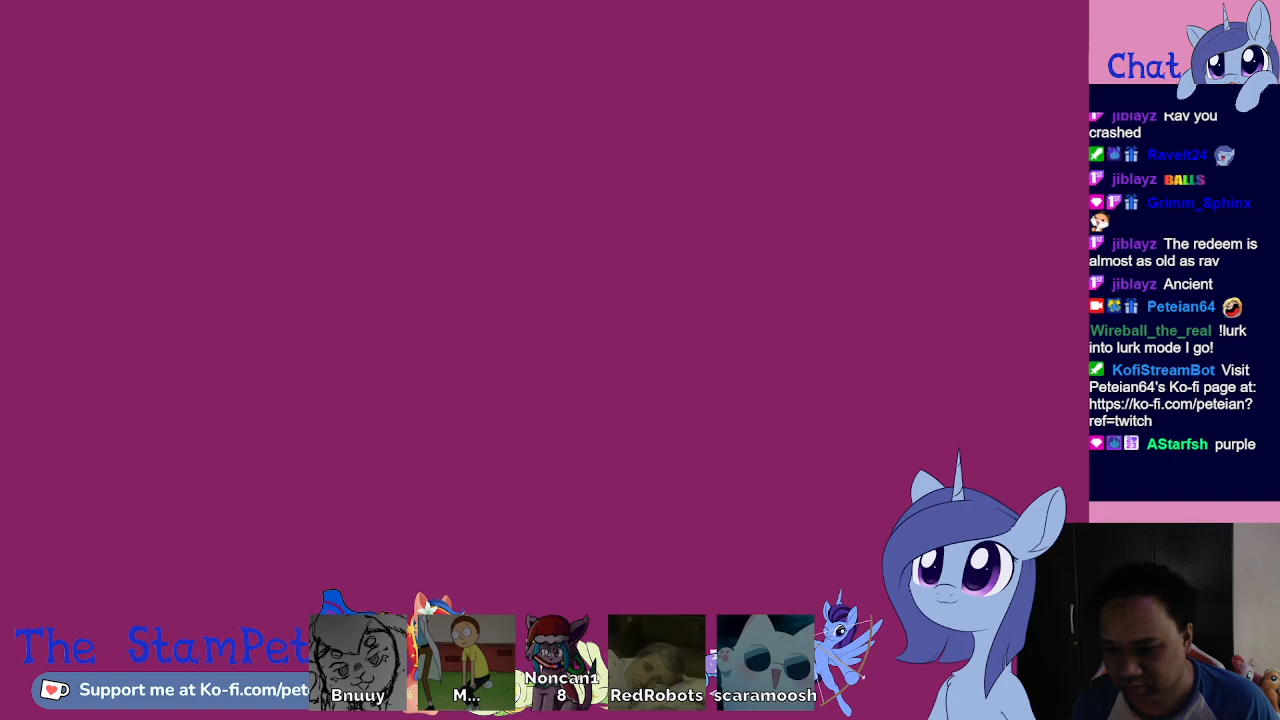 Chat
jiblayz Rav you
crashed
Ravelt24
jiblayz BALLS
Grimm_Sphinx
jiblayz The redeem is
almost as old as rav
jiblayz Ancient
Peteian64
Wireball_the_real !lurk
into lurk mode I go!
KofiStreamBot Visit
Peteian64's Ko-fi page at:
https://ko-fi.com/peteian?
ref=twitch
AStarfsh purple
The StamPet
Support me at Ko-fi.com/pet
Bnuuy
M...
Noncan1
8
RedRobots
scaramoosh